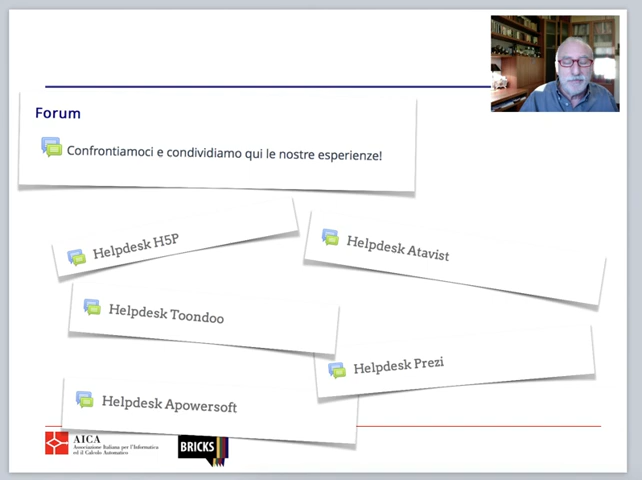 Forum
Confrontiamoci e condividiamo qui le nostre esperienze!
Helpdesk H5P
Helpdesk Atavist
Helpdesk Toondoo
Helpdesk Prezi
Helpdesk Apowersoft
AICA
Associazione Italiana per l'Informatica
ed il Calcolo Automatico
BRICKS